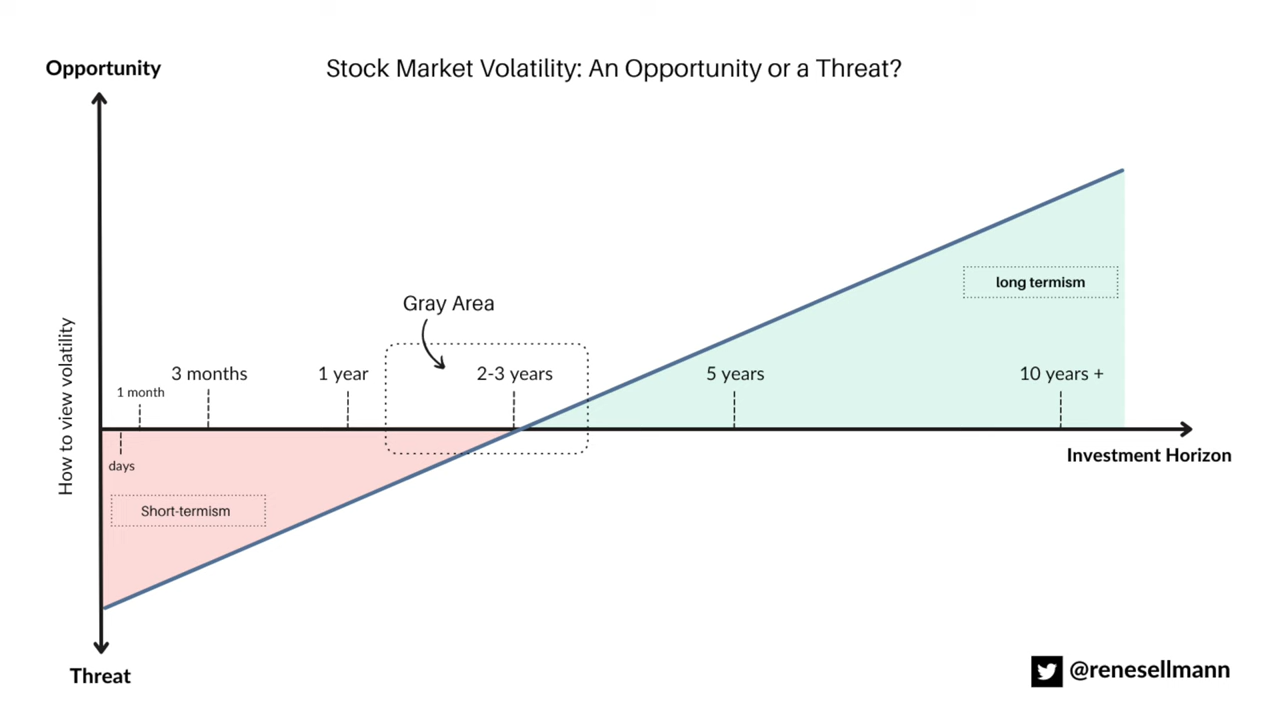 Opportunity
Stock Market Volatility: An Opportunity or a Threat?
Gray Area
long termism
How to view volatility
1 month
3 months
1 year
2-3 years
5 years
10 years +
days
Investment Horizon
Short-termism
Threat
@renesellmann